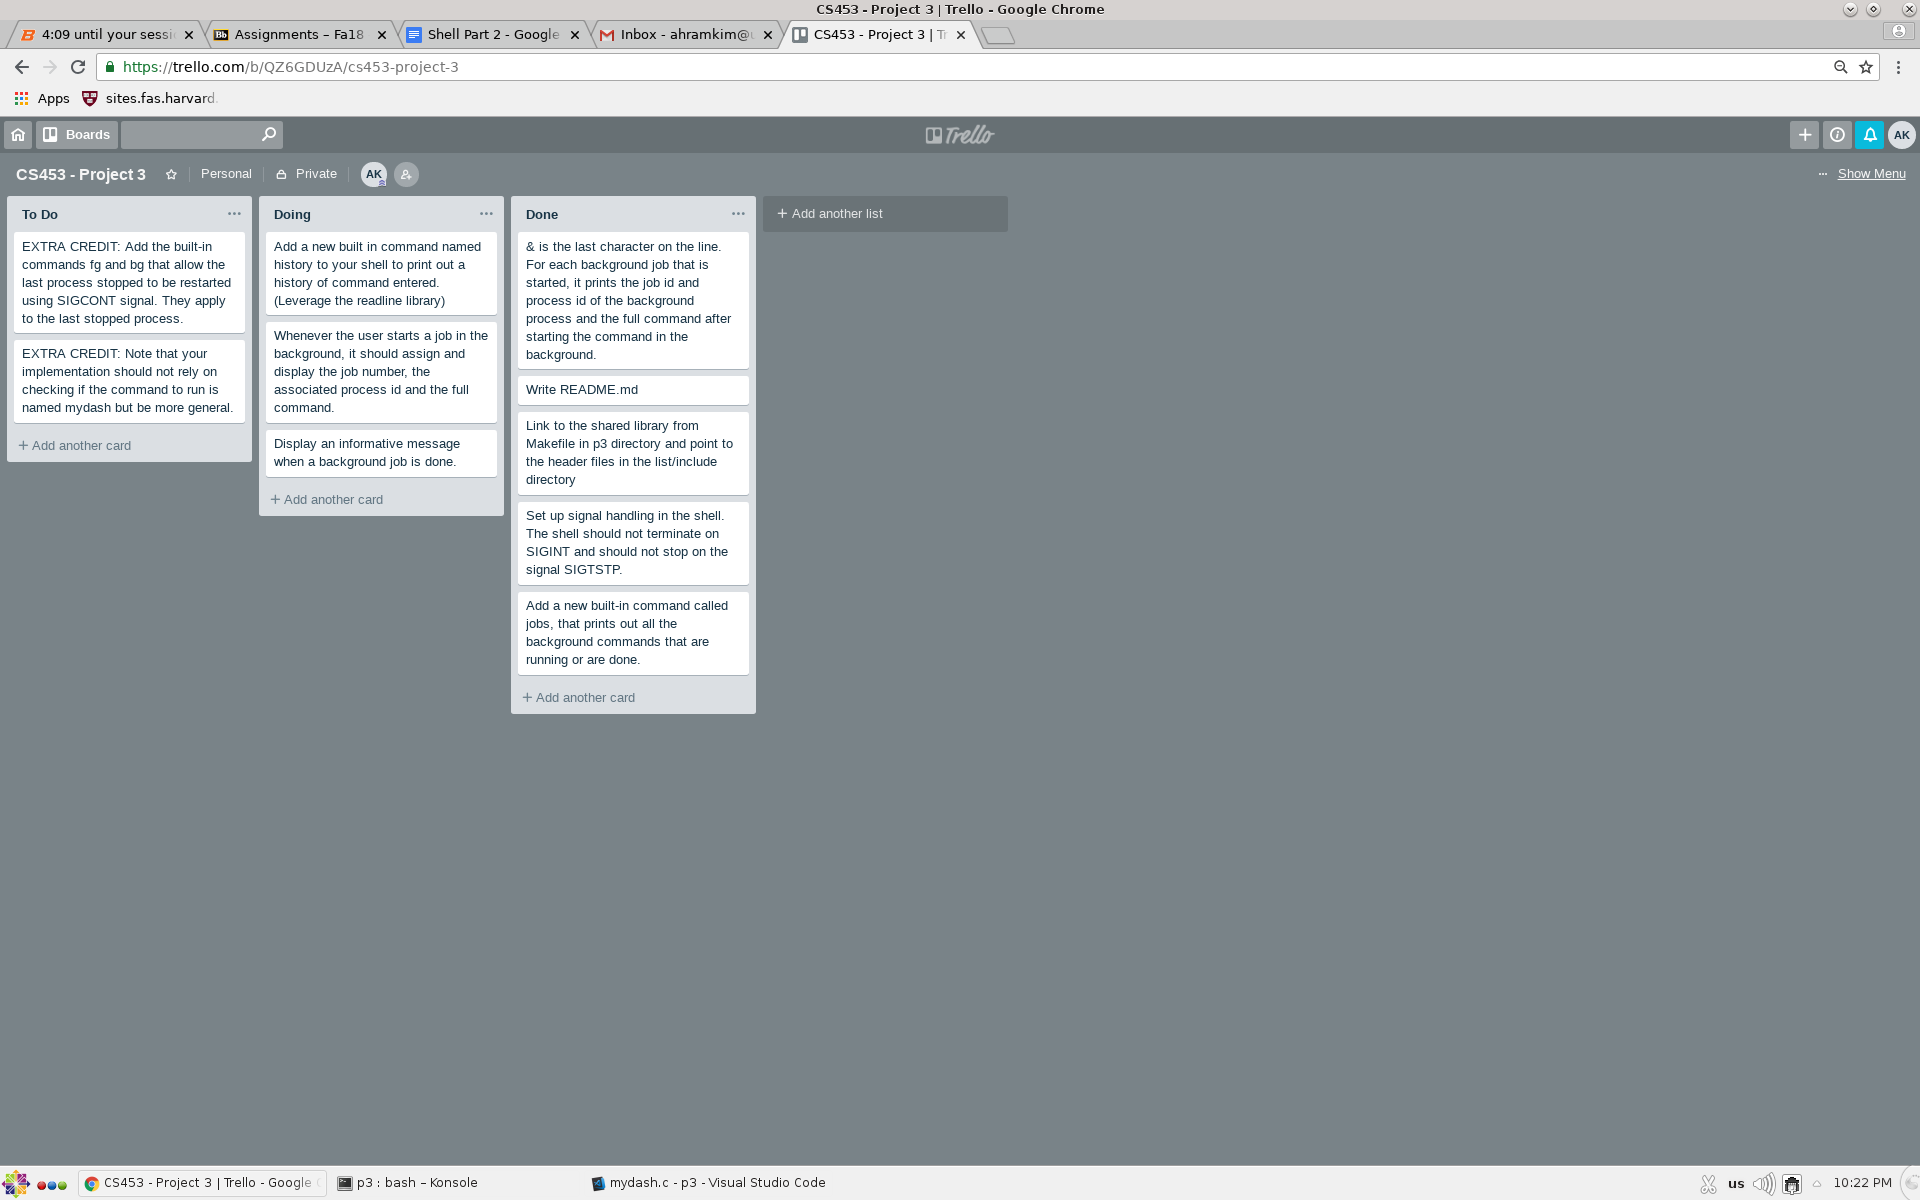 CS453 - Project 3 | Trello - Google Chrome
4:09 until your sessi
Bb Assignments – Fa18
Shell Part 2 - Google
Inbox - ahramkim@
CS453 - Project 3 | Tr
https://trello.com/b/QZ6GDUzA/cs453-project-3
Apps
sites.fas.harvard.
Boards
Trello
AK
CS453 - Project 3
Personal
Private
AK
Show Menu
To Do
EXTRA CREDIT: Add the built-in
commands fg and bg that allow the
last process stopped to be restarted
using SIGCONT signal. They apply
to the last stopped process.
EXTRA CREDIT: Note that your
implementation should not rely on
checking if the command to run is
named mydash but be more general.
+ Add another card
Doing
Add a new built in command named
history to your shell to print out a
history of command entered.
(Leverage the readline library)
Whenever the user starts a job in the
background, it should assign and
display the job number, the
associated process id and the full
command.
Display an informative message
when a background job is done.
+ Add another card
Done
& is the last character on the line.
For each background job that is
started, it prints the job id and
process id of the background
process and the full command after
starting the command in the
background.
Write README.md
Link to the shared library from
Makefile in p3 directory and point to
the header files in the list/include
directory
Set up signal handling in the shell.
The shell should not terminate on
SIGINT and should not stop on the
signal SIGTSTP.
Add a new built-in command called
jobs, that prints out all the
background commands that are
running or are done.
+ Add another card
+ Add another list
CS453 - Project 3 | Trello - Google
p3 : bash – Konsole
mydash.c - p3 - Visual Studio Code
us
10:22 PM